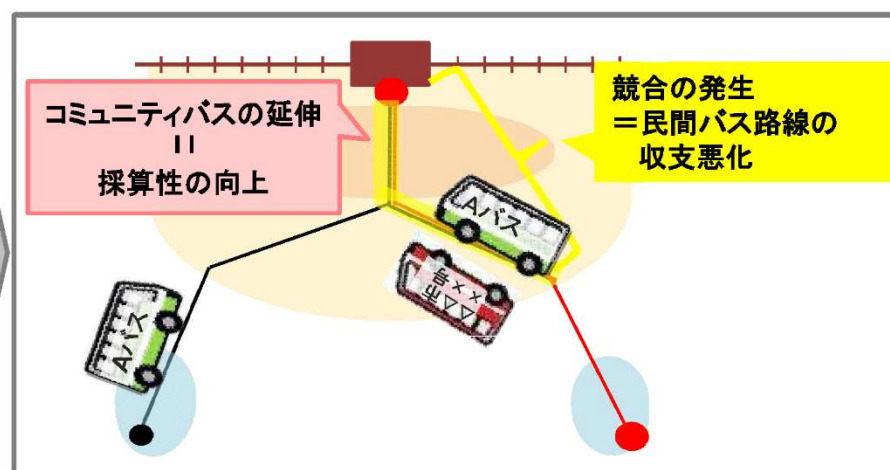 コミュニティバスの延伸
＝
採算性の向上
競合の発生
＝民間バス路線の
収支悪化
Aバス
△△市
××号
Aバス